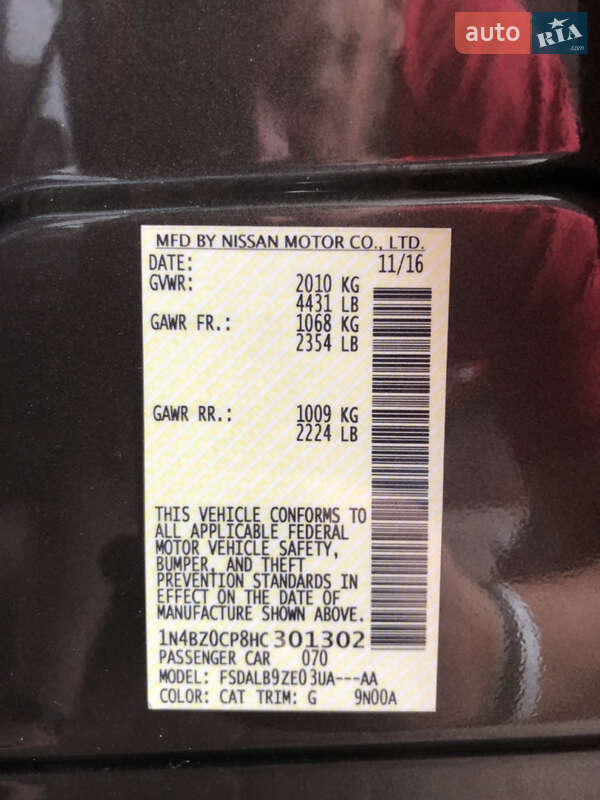 auto RIA.com
MFD BY NISSAN MOTOR CO., LTD.
DATE: 11/16
GVWR: 2010 KG
4431 LB
GAWR FR.: 1068 KG
2354 LB
GAWR RR.: 1009 KG
2224 LB
THIS VEHICLE CONFORMS TO
ALL APPLICABLE FEDERAL
MOTOR VEHICLE SAFETY,
BUMPER, AND THEFT
PREVENTION STANDARDS IN
EFFECT ON THE DATE OF
MANUFACTURE SHOWN ABOVE.
1N4BZ0CP8HC301302
PASSENGER CAR 070
MODEL: FSDALB9ZE03UA---AA
COLOR: CAT TRIM: G 9N00A